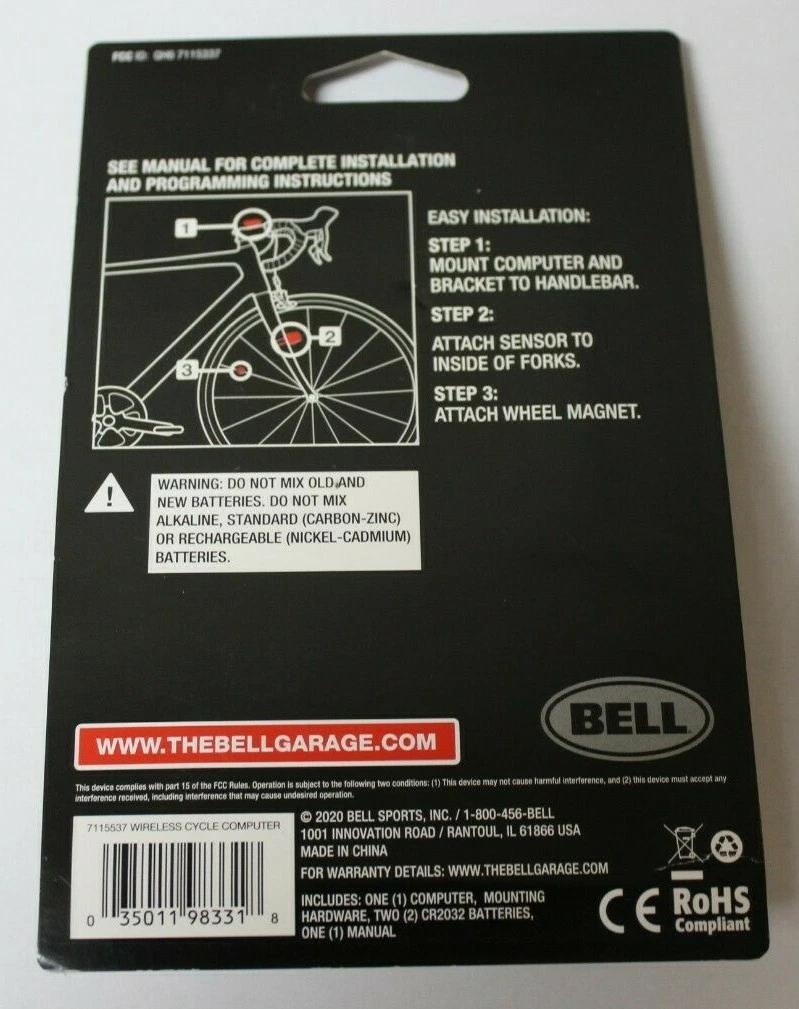 FCC ID: QH6 7115337
SEE MANUAL FOR COMPLETE INSTALLATION
AND PROGRAMMING INSTRUCTIONS
1
2
3
EASY INSTALLATION:
STEP 1:
MOUNT COMPUTER AND
BRACKET TO HANDLEBAR.
STEP 2:
ATTACH SENSOR TO
INSIDE OF FORKS.
STEP 3:
ATTACH WHEEL MAGNET.
!
WARNING: DO NOT MIX OLD AND
NEW BATTERIES. DO NOT MIX
ALKALINE, STANDARD (CARBON-ZINC)
OR RECHARGEABLE (NICKEL-CADMIUM)
BATTERIES.
BELL
WWW.THEBELLGARAGE.COM
This device complies with part 15 of the FCC Rules. Operation is subject to the following two conditions: (1) This device may not cause harmful interference, and (2) this device must accept any
interference received, including interference that may cause undesired operation.
7115537 WIRELESS CYCLE COMPUTER
0 35011 98331 8
© 2020 BELL SPORTS, INC. / 1-800-456-BELL
1001 INNOVATION ROAD / RANTOUL, IL 61866 USA
MADE IN CHINA
FOR WARRANTY DETAILS: WWW.THEBELLGARAGE.COM
INCLUDES: ONE (1) COMPUTER, MOUNTING
HARDWARE, TWO (2) CR2032 BATTERIES,
ONE (1) MANUAL
CE
RoHS
Compliant